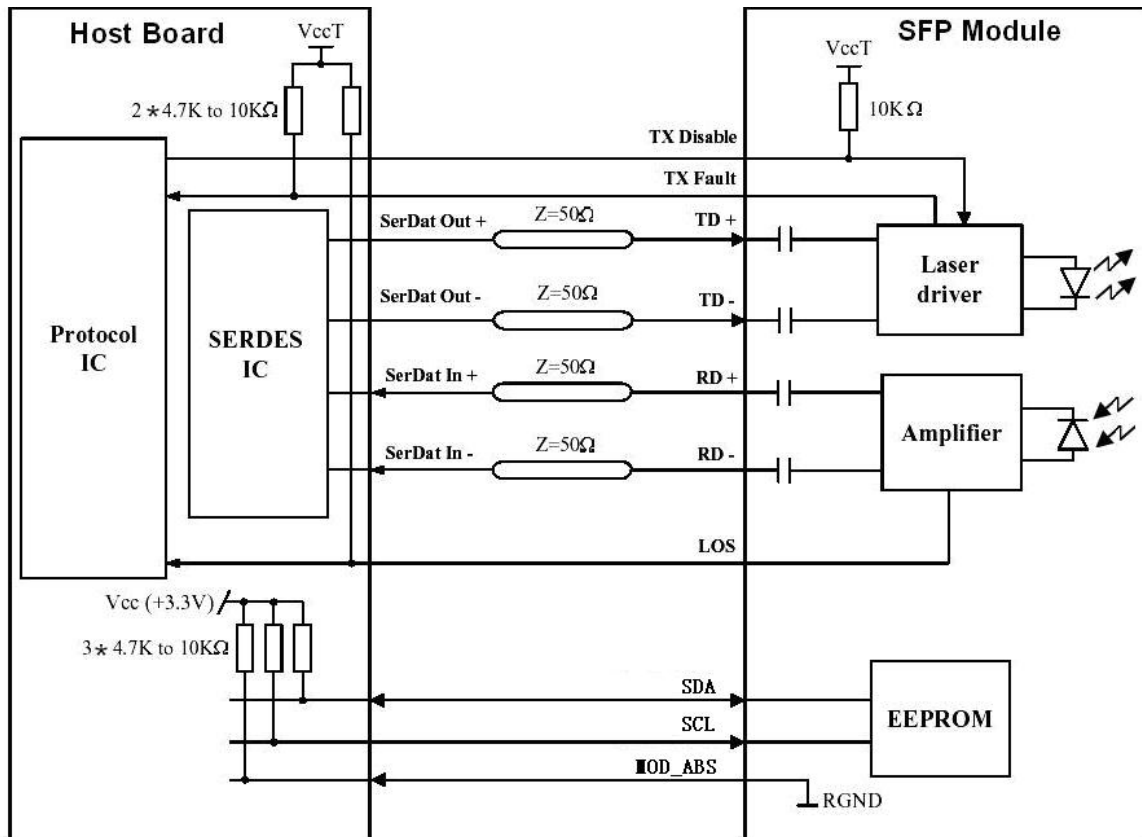 Host Board
SFP Module
VccT
VccT
2*4.7K to 10KΩ
10KΩ
TX Disable
TX Fault
SerDat Out +
Z=50Ω
TD +
Laser
driver
SerDat Out -
Z=50Ω
TD -
Protocol
IC
SERDES
IC
SerDat In +
Z=50Ω
RD +
Amplifier
SerDat In -
Z=50Ω
RD -
LOS
Vcc (+3.3V)
3*4.7K to 10KΩ
SDA
SCL
EEPROM
MOD_ABS
RGND